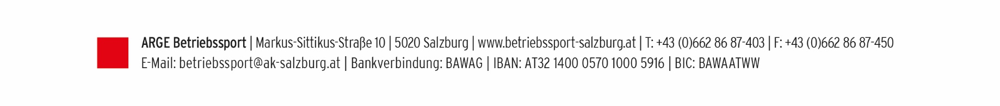 ARGE Betriebssport | Markus-Sittikus-Straße 10 | 5020 Salzburg | www.betriebssport-salzburg.at | T: +43 (0)662 86 87-403 | F: +43 (0)662 86 87-450
E-Mail: betriebssport@ak-salzburg.at | Bankverbindung: BAWAG | IBAN: AT32 1400 0570 1000 5916 | BIC: BAWAATWW